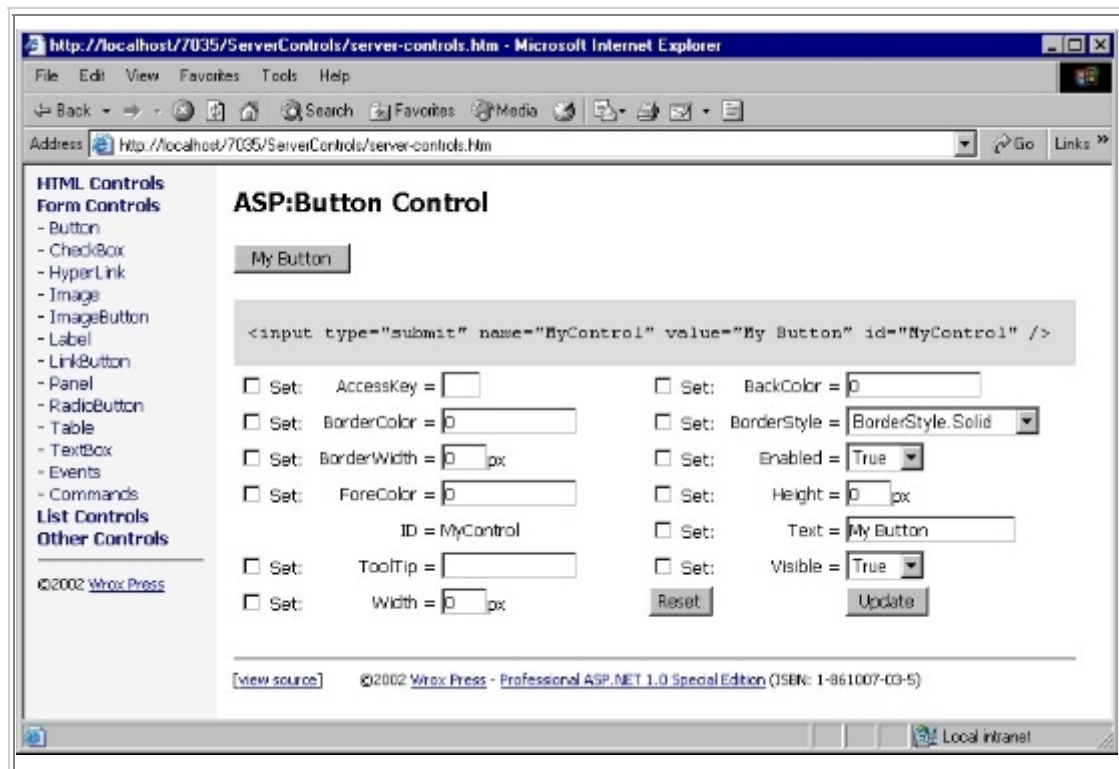 http://localhost/7035/ServerControls/server-controls.htm - Microsoft Internet Explorer
File Edit View Favorites Tools Help
Back Search Favorites Media
Address http://localhost/7035/ServerControls/server-controls.htm Go Links »
HTML Controls
Form Controls
- Button
- CheckBox
- HyperLink
- Image
- ImageButton
- Label
- LinkButton
- Panel
- RadioButton
- Table
- TextBox
- Events
- Commands
List Controls
Other Controls
©2002 Wrox Press
ASP:Button Control
My Button
<input type="submit" name="MyControl" value="My Button" id="MyControl" />
Set: AccessKey = Set: BackColor = 0
Set: BorderColor = 0 Set: BorderStyle = BorderStyle.Solid
Set: BorderWidth = 0 px Set: Enabled = True
Set: ForeColor = 0 Set: Height = 0 px
ID = MyControl Set: Text = My Button
Set: ToolTip = Set: Visible = True
Set: Width = 0 px Reset Update
[view source] ©2002 Wrox Press - Professional ASP.NET 1.0 Special Edition (ISBN: 1-861007-03-5)
Local intranet